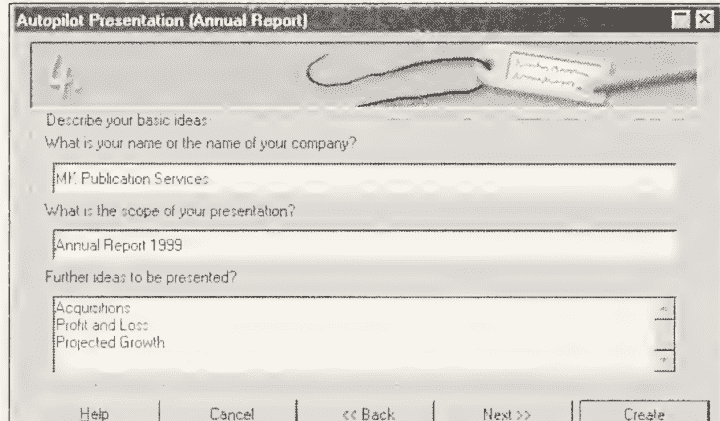 Autopilot Presentation (Annual Report)
4.
Describe your basic ideas
What is your name or the name of your company?
MK Publication Services
What is the scope of your presentation?
Annual Report 1999
Further ideas to be presented?
Acquisitions
Profit and Loss
Projected Growth
Help Cancel << Back Next >> Create